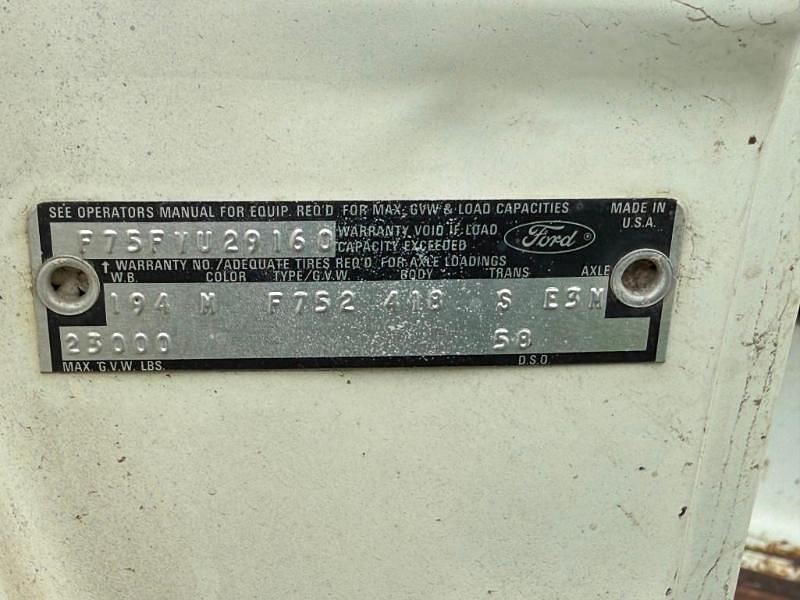 SEE OPERATORS MANUAL FOR EQUIP. REQ'D FOR MAX. GVW & LOAD CAPACITIES MADE IN U.S.A.
F75FVU29160 WARRANTY VOID IF LOAD CAPACITY EXCEEDED Ford ®
↑ WARRANTY NO./ADEQUATE TIRES REQ'D FOR AXLE LOADINGS
W.B. COLOR TYPE/G.V.W. BODY TRANS AXLE
194 M F752 418 S E3M
23000 58
MAX. G.V.W. LBS. D.S.O.